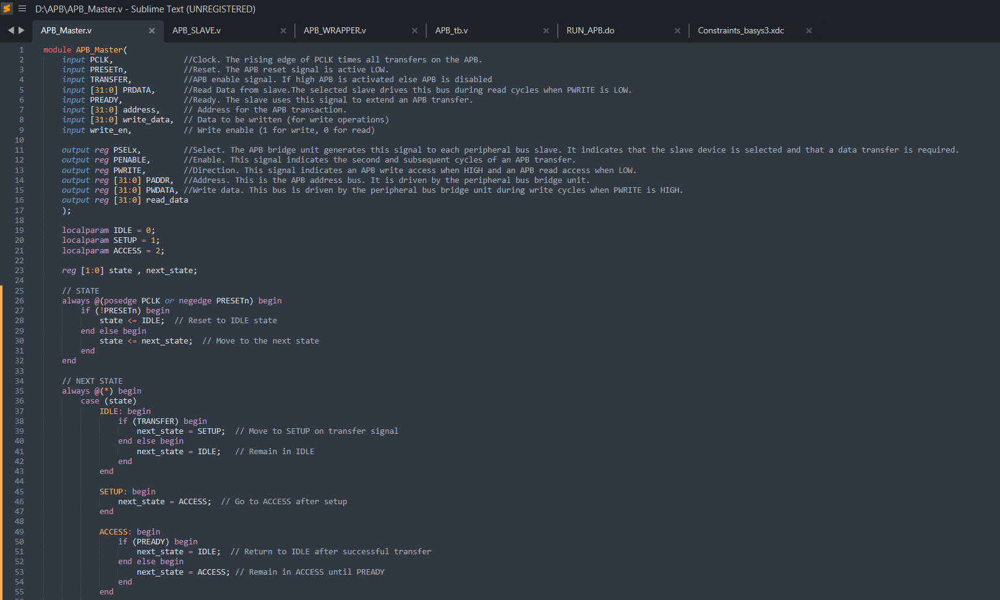 D:\APB\APB_Master.v - Sublime Text (UNREGISTERED)
APB_Master.v × APB_SLAVE.v × APB_WRAPPER.v × APB_tb.v × RUN_APB.do × Constraints_basys3.xdc ×
1 module APB_Master(
2 input PCLK, //Clock. The rising edge of PCLK times all transfers on the APB.
3 input PRESETn, //Reset. The APB reset signal is active LOW.
4 input TRANSFER, //APB enable signal. If high APB is activated else APB is disabled
5 input [31:0] PRDATA, //Read Data from slave.The selected slave drives this bus during read cycles when PWRITE is LOW.
6 input PREADY, //Ready. The slave uses this signal to extend an APB transfer.
7 input [31:0] address, // Address for the APB transaction.
8 input [31:0] write_data, // Data to be written (for write operations)
9 input write_en, // Write enable (1 for write, 0 for read)
10
11 output reg PSELx, //Select. The APB bridge unit generates this signal to each peripheral bus slave. It indicates that the slave device is selected and that a data transfer is required.
12 output reg PENABLE, //Enable. This signal indicates the second and subsequent cycles of an APB transfer.
13 output reg PWRITE, //Direction. This signal indicates an APB write access when HIGH and an APB read access when LOW.
14 output reg [31:0] PADDR, //Address. This is the APB address bus. It is driven by the peripheral bus bridge unit.
15 output reg [31:0] PWDATA, //Write data. This bus is driven by the peripheral bus bridge unit during write cycles when PWRITE is HIGH.
16 output reg [31:0] read_data
17 );
18
19 localparam IDLE = 0;
20 localparam SETUP = 1;
21 localparam ACCESS = 2;
22
23 reg [1:0] state , next_state;
24
25 // STATE
26 always @(posedge PCLK or negedge PRESETn) begin
27 if (!PRESETn) begin
28 state <= IDLE; // Reset to IDLE state
29 end else begin
30 state <= next_state; // Move to the next state
31 end
32 end
33
34 // NEXT STATE
35 always @(*) begin
36 case (state)
37 IDLE: begin
38 if (TRANSFER) begin
39 next_state = SETUP; // Move to SETUP on transfer signal
40 end else begin
41 next_state = IDLE; // Remain in IDLE
42 end
43 end
44
45 SETUP: begin
46 next_state = ACCESS; // Go to ACCESS after setup
47 end
48
49 ACCESS: begin
50 if (PREADY) begin
51 next_state = IDLE; // Return to IDLE after successful transfer
52 end else begin
53 next_state = ACCESS; // Remain in ACCESS until PREADY
54 end
55 end